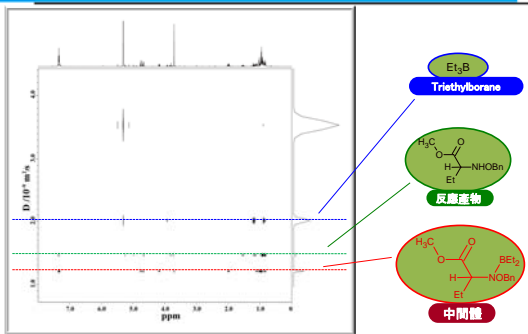 Et3B
Triethylborane
H3C
O
O
H
NHOBn
Et
反應產物
H3C
O
O
BEt2
H
NOBn
Et
中間體
4.0
3.0
2.0
1.0
D /10⁻⁹ m²/s
7.0 6.0 5.0 4.0 3.0 2.0 1.0 0
ppm